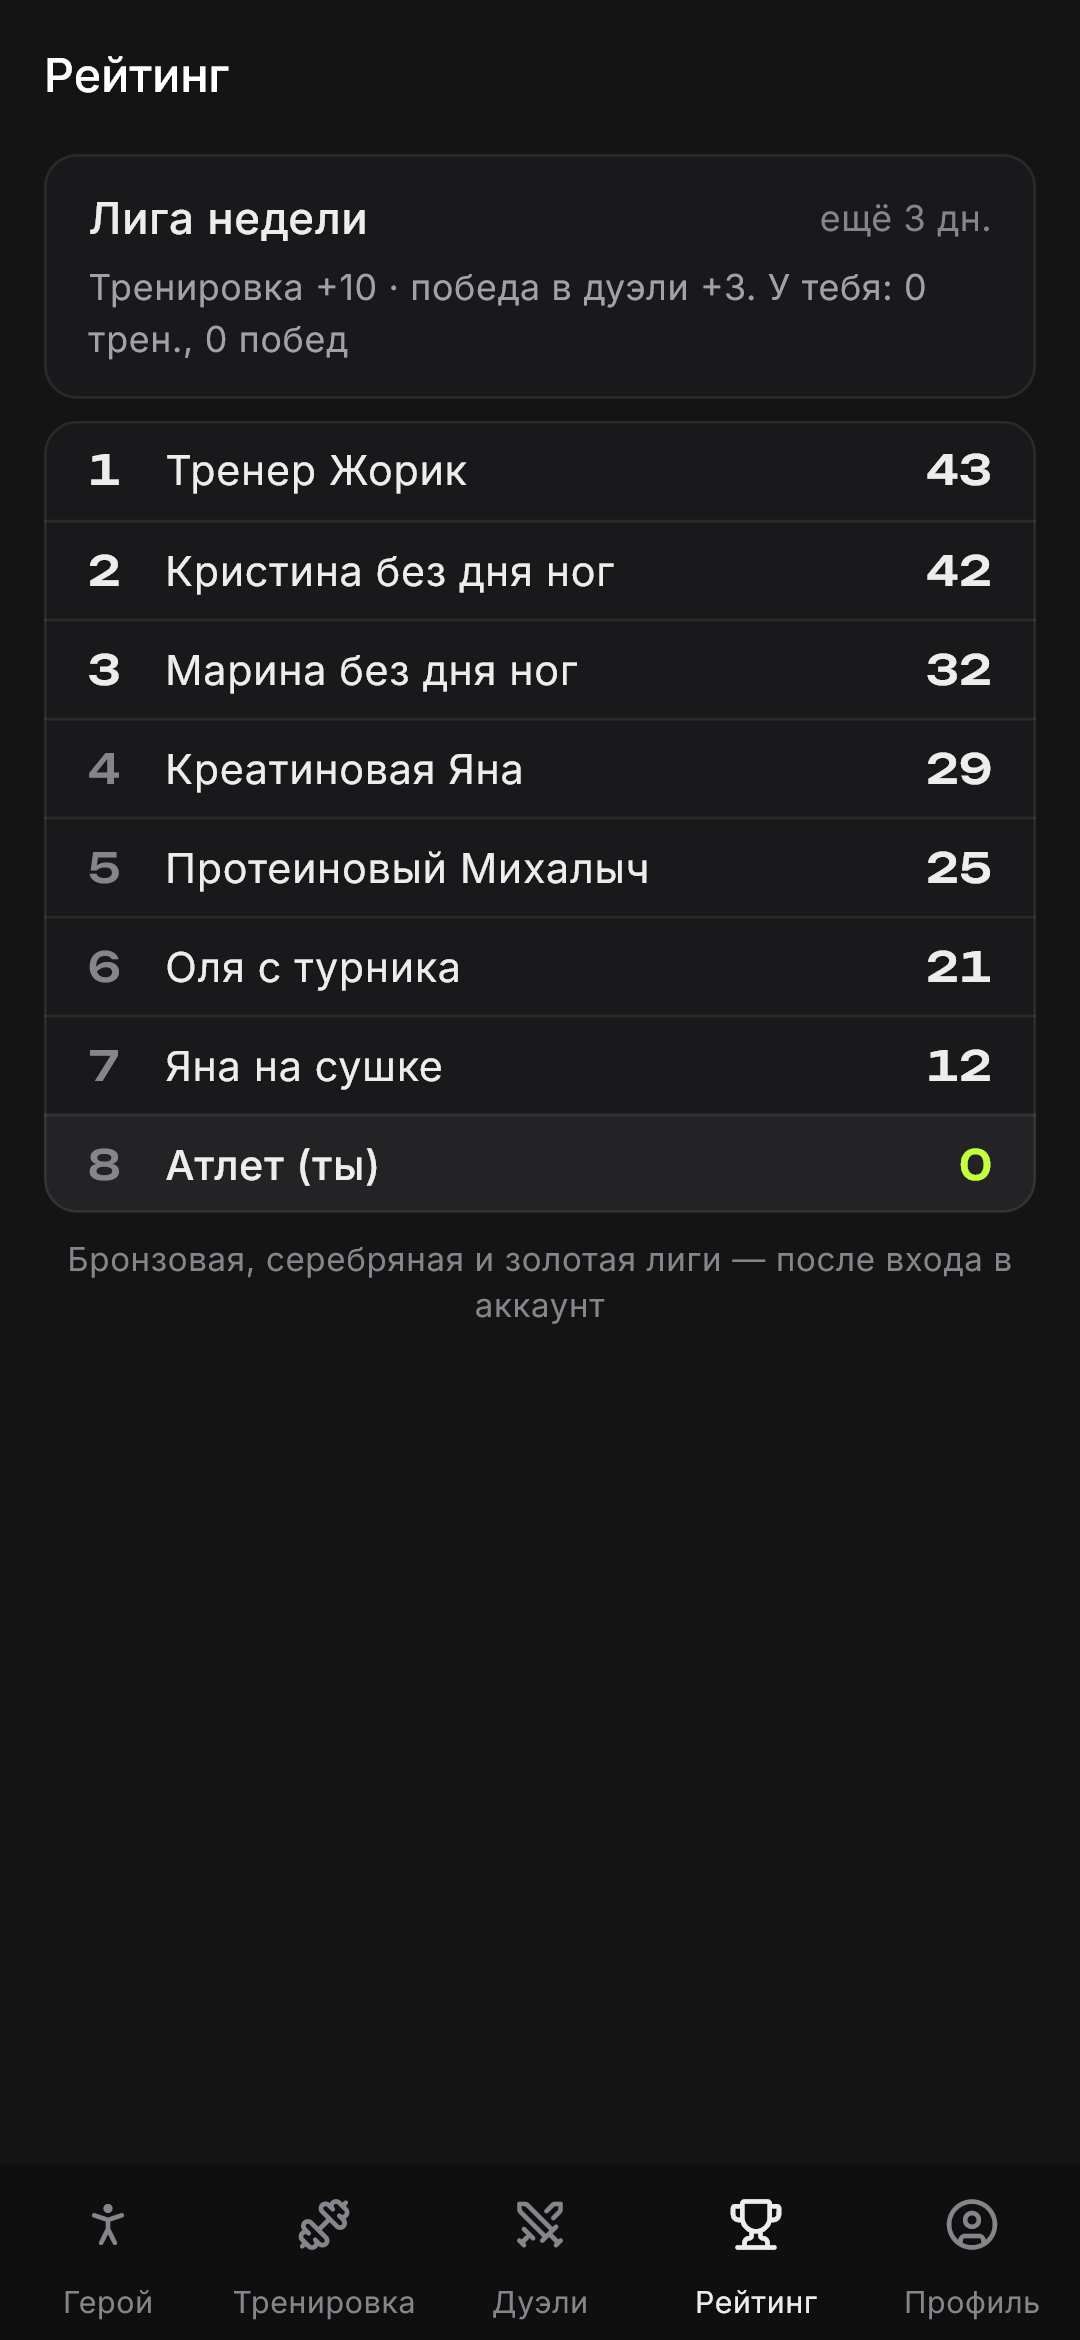 Рейтинг
Лига недели ещё 3 дн.
Тренировка +10 · победа в дуэли +3. У тебя: 0
трен., 0 побед
1 Тренер Жорик 43
2 Кристина без дня ног 42
3 Марина без дня ног 32
4 Креатиновая Яна 29
5 Протеиновый Михалыч 25
6 Оля с турника 21
7 Яна на сушке 12
8 Атлет (ты) 0
Бронзовая, серебряная и золотая лиги — после входа в
аккаунт
Герой Тренировка Дуэли Рейтинг Профиль